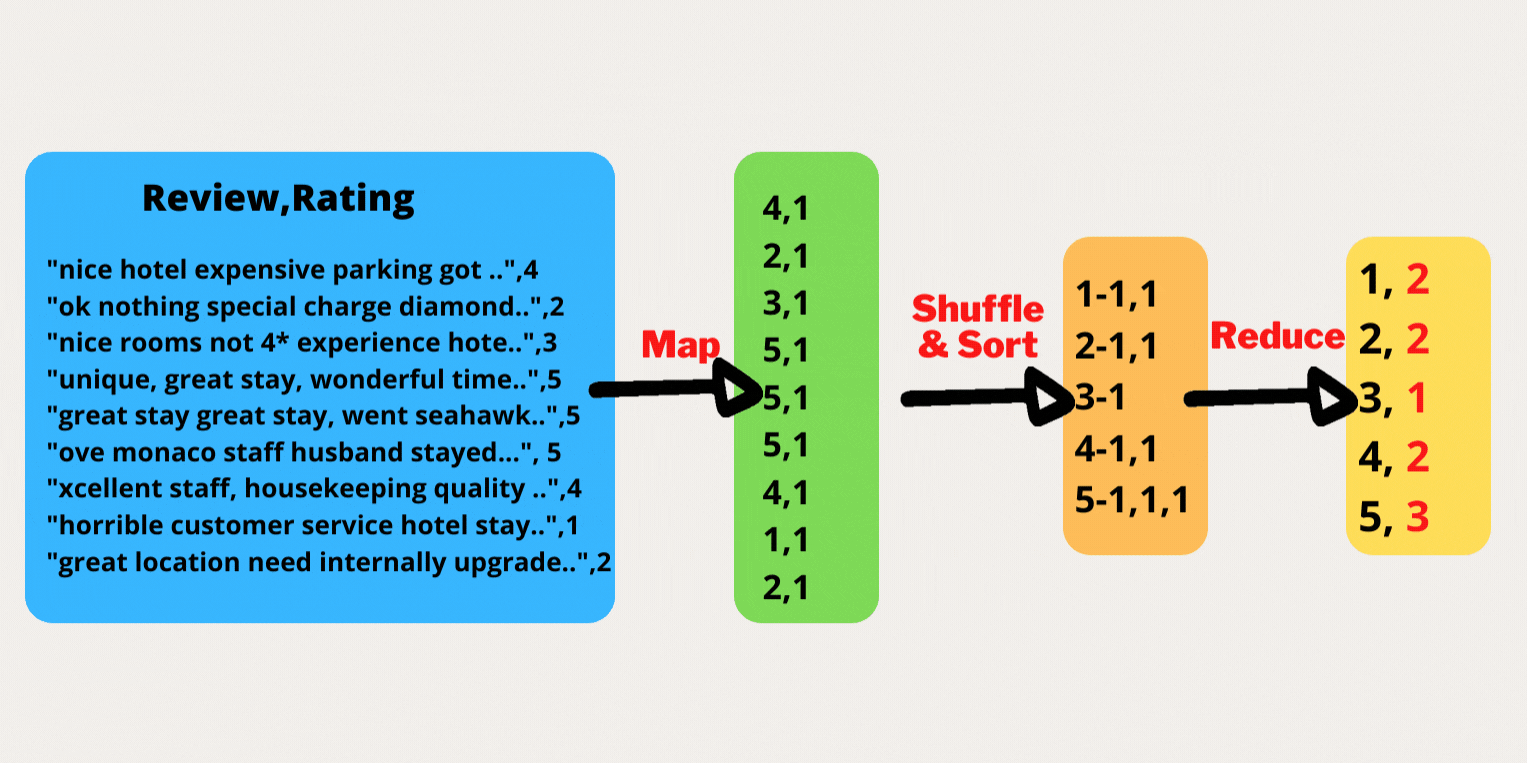 Review,Rating
"nice hotel expensive parking got ..",4
"ok nothing special charge diamond..",2
"nice rooms not 4* experience hote..",3
"unique, great stay, wonderful time..",5
"great stay great stay, went seahawk..",5
"ove monaco staff husband stayed...", 5
"xcellent staff, housekeeping quality ..",4
"horrible customer service hotel stay..",1
"great location need internally upgrade..",2
Map
4,1
2,1
3,1
5,1
5,1
5,1
4,1
1,1
2,1
Shuffle
& Sort
1-1,1
2-1,1
3-1
4-1,1
5-1,1,1
Reduce
1, 2
2, 2
3, 1
4, 2
5, 3